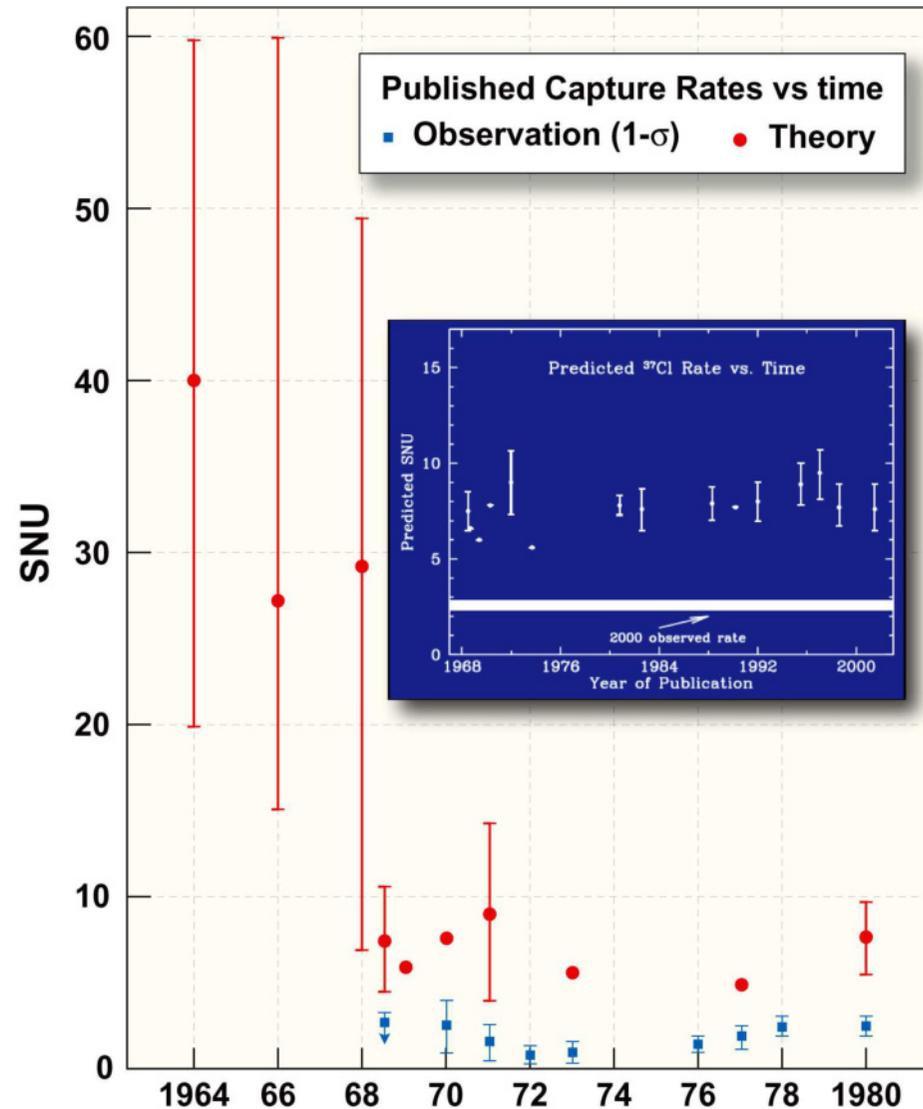 60
Published Capture Rates vs time
Observation (1-σ) Theory
50
40
SNU
30
20
10
0
1964 66 68 70 72 74 76 78 1980
Predicted ³⁷Cl Rate vs. Time
15
10
5
0
Predicted SNU
2000 observed rate
1968 1976 1984 1992 2000
Year of Publication